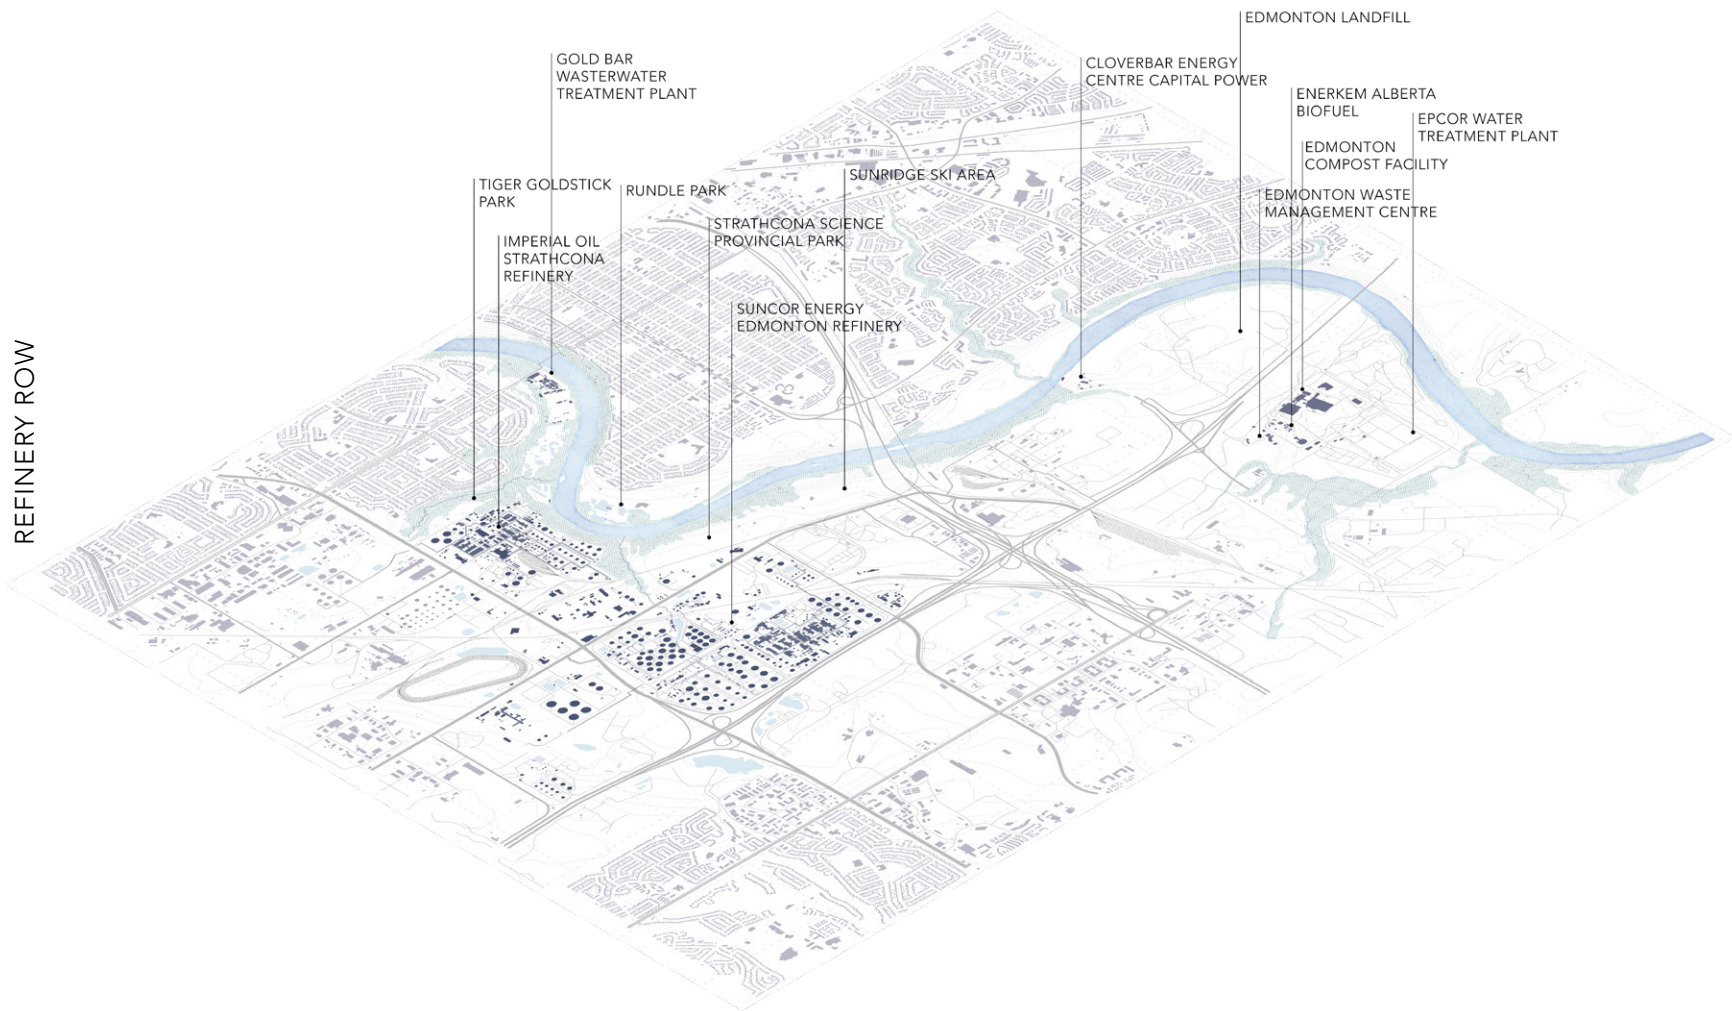 REFINERY ROW
EDMONTON LANDFILL
GOLD BAR
WASTERWATER
TREATMENT PLANT
CLOVERBAR ENERGY
CENTRE CAPITAL POWER
ENERKEM ALBERTA
BIOFUEL
EPCOR WATER
TREATMENT PLANT
EDMONTON
COMPOST FACILITY
SUNRIDGE SKI AREA
TIGER GOLDSTICK
PARK
RUNDLE PARK
EDMONTON WASTE
MANAGEMENT CENTRE
STRATHCONA SCIENCE
PROVINCIAL PARK
IMPERIAL OIL
STRATHCONA
REFINERY
SUNCOR ENERGY
EDMONTON REFINERY